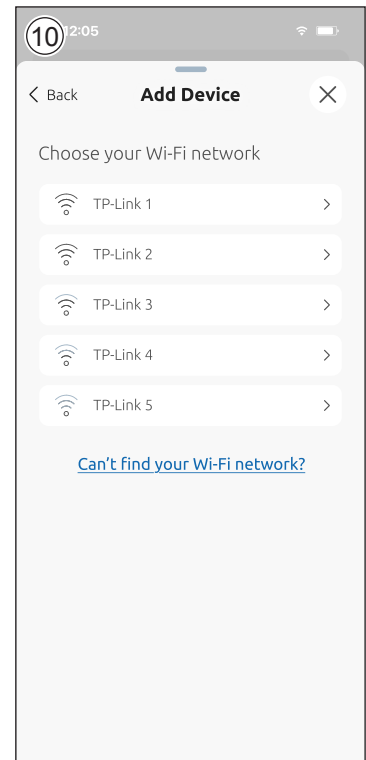 10
2:05
Back
Add Device
Choose your Wi-Fi network
TP-Link 1
TP-Link 2
TP-Link 3
TP-Link 4
TP-Link 5
Can't find your Wi-Fi network?